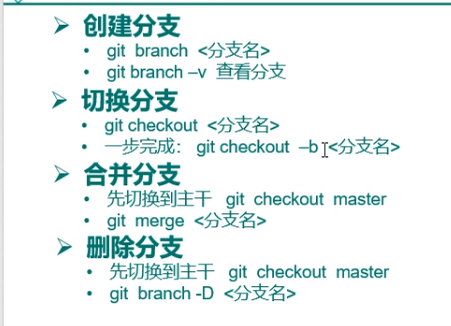 创建分支
git branch <分支名>
git branch –v 查看分支
切换分支
git checkout <分支名>
一步完成： git checkout –b <分支名>
合并分支
先切换到主干 git checkout master
git merge <分支名>
删除分支
先切换到主干 git checkout master
git branch -D <分支名>